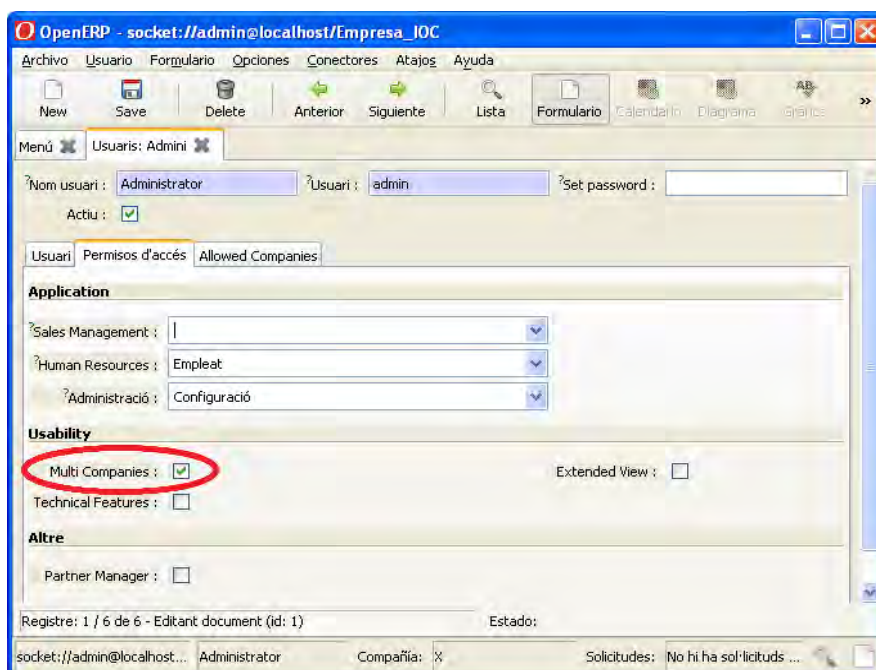 OpenERP - socket://admin@localhost/Empresa_IOC
Archivo Usuario Formulario Opciones Conectores Atajos Ayuda
New Save Delete Anterior Siguiente Lista Formulario Calendario Diagrama Gráfico »
Menú Usuaris: Admini
?Nom usuari : Administrator ?Usuari : admin ?Set password :
Actiu :
Usuari Permisos d'accés Allowed Companies
Application
?Sales Management :
?Human Resources : Empleat
?Administració : Configuració
Usability
Multi Companies : Extended View :
Technical Features :
Altre
Partner Manager :
Registre: 1 / 6 de 6 - Editant document (id: 1) Estado:
socket://admin@localhost... Administrator Compañía: X Solicitudes: No hi ha sol·licituds ...